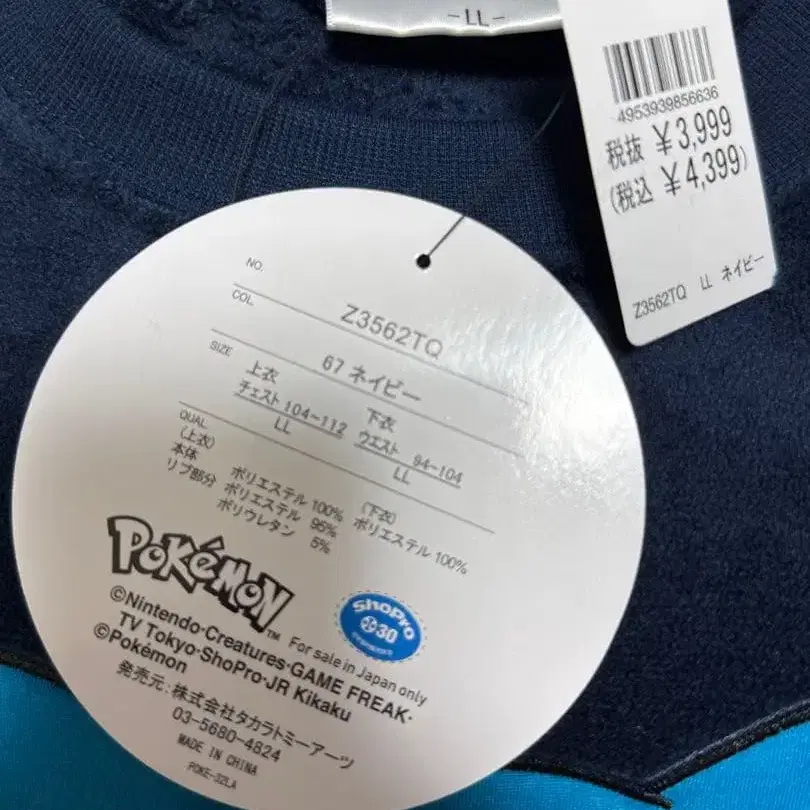 -LL-
4953939856636
税抜 ¥3,999
(税込 ¥4,399)
Z3562TQ LL ネイビー
NO. Z3562TQ
COL. 67 ネイビー
SIZE 上衣 下衣
チェスト 104~112 ウエスト 94-104
LL LL
QUAL
(上衣) (下衣)
本体 ポリエステル 100% ポリエステル 100%
リブ部分 ポリエステル 95%
ポリウレタン 5%
POKéMON™
ShoPro
30
For sale in Japan only
©Nintendo·Creatures·GAME FREAK·
TV Tokyo·ShoPro·JR Kikaku
©Pokémon
発売元:株式会社タカラトミーアーツ
03-5680-4824
MADE IN CHINA
POKE-32LA